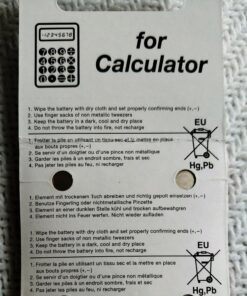 -1234567890
for
Calculator
1. Wipe the battery with dry cloth and set properly confirming ends (+, −)
2. Use finger sacks of non metallic tweezers
3. Keep the battery in a dark, cool and dry place
4. Do not throw the battery into fire, not recharge
EU
Hg,Pb
1. Frotter la pile en utilisant un tissu sec et la mettre en place
aux bouts propres (+, −)
2. Se servir d'un doigtier ou d'une pince non métallique
3. Garder les piles à un endroit sombre, frais et sec
4. Pas jeter les piles au feu, ni recharger
1. Element mit trockenem Tuch abreiben und richtig gepolt einsetzen (+, −)
2. Benutze Fingerling oder nichtmetallische Pinzette
3. Element an einer dunklen Stelle kühl und trocken aufbewahren
4. Element nicht ins Feuer werfen. Nicht wieder aufladen
1. Wipe the battery with dry cloth and set properly confirming ends (+, −)
2. Use finger sacks of non metallic tweezers
3. Keep the battery in a dark, cool and dry place
4. Do not throw the battery into fire, not recharge
EU
Hg,Pb
1. Frotter la pile en utilisant un tissu sec et la mettre en place
aux bouts propres (+, −)
2. Se servir d'un doigtier ou d'une pince non métallique
3. Garder les piles à un endroit sombre, frais et sec
4. Pas jeter les piles au feu, ni recharger